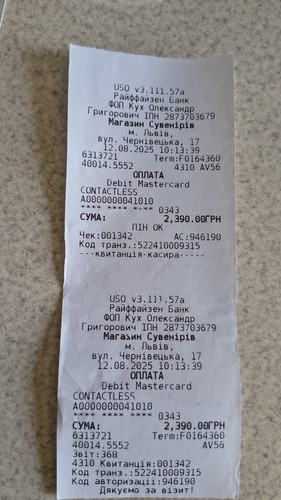 USO v3.111.57a
Райффайзен Банк
ФОП Кух Олександр
Григорович ІПН 2873703679
Магазин Сувенірів
м. Львів,
вул. Чернівецька, 17
12.08.2025 10:13:39
6313721 Term:F0164360
40014.5552 4310 AV56
ОПЛАТА
Debit Mastercard
CONTACTLESS
A0000000041010
**** **** *-** 0343
СУМА: 2,390.00ГРН
ПІН ОК
Чек:001342 АС:946190
Код транз.:522410009315
---квитанція-касира-----
USO v3.111.57a
Райффайзен Банк
ФОП Кух Олександр
Григорович ІПН 2873703679
Магазин Сувенірів
м. Львів,
вул. Чернівецька, 17
12.08.2025 10:13:39
ОПЛАТА
Debit Mastercard
CONTACTLESS
A0000000041010
**** **** **** 0343
СУМА: 2,390.00ГРН
6313721 Term:F0164360
40014.5552 AV56
Звіт:368
4310 Квитанція:001342
Код транз.:522410009315
Код авторизації:946190
Дякуємо за візит!